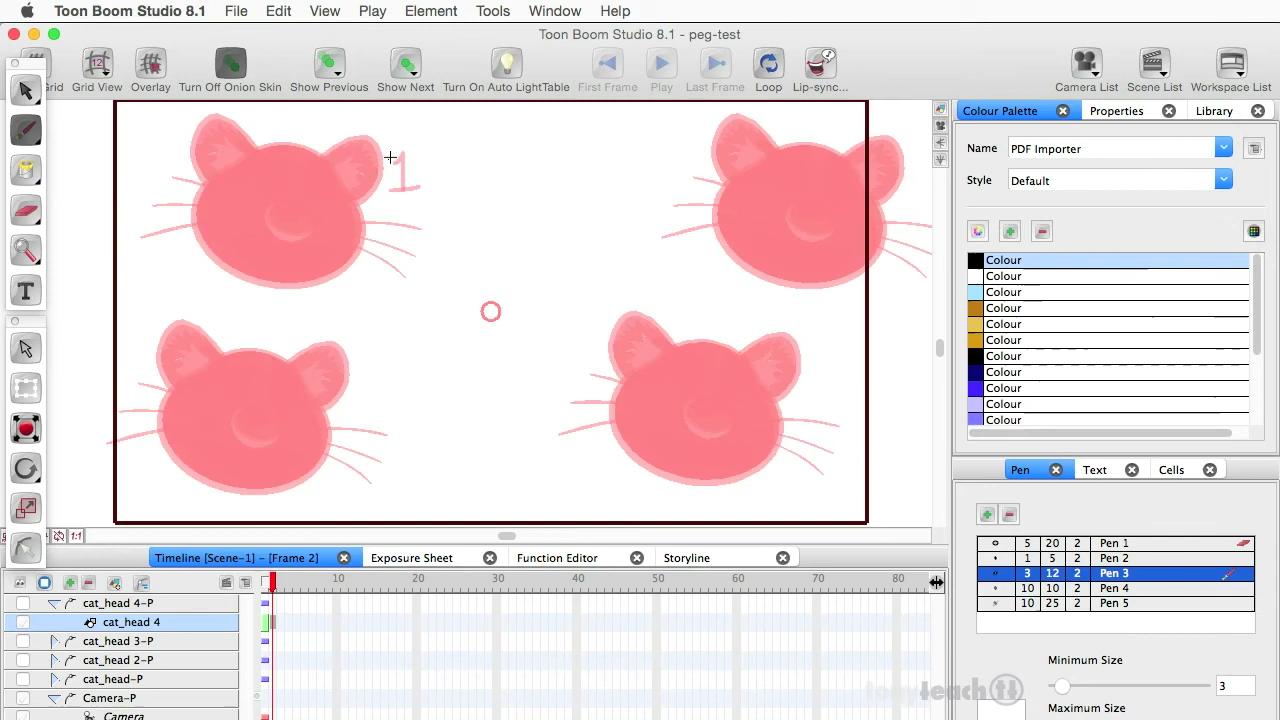 Toon Boom Studio 8.1 File Edit View Play Element Tools Window Help
Toon Boom Studio 8.1 - peg-test
Grid Grid View Overlay Turn Off Onion Skin Show Previous Show Next Turn On Auto LightTable First Frame Play Last Frame Loop Lip-sync... Camera List Scene List Workspace List
12
Colour Palette Properties Library
Name PDF Importer
Style Default
Colour
Colour
Colour
Colour
Colour
Colour
Colour
Colour
Colour
Colour
Colour
1
T
Pen Text Cells
5 20 2 Pen 1
1 5 2 Pen 2
3 12 2 Pen 3
10 10 2 Pen 4
10 25 2 Pen 5
Minimum Size
3
Maximum Size
1:1
Timeline [Scene-1] - [Frame 2] Exposure Sheet Function Editor Storyline
10 20 30 40 50 60 70 80
cat_head 4-P
cat_head 4
cat_head 3-P
cat_head 2-P
cat_head-P
Camera-P
Camera